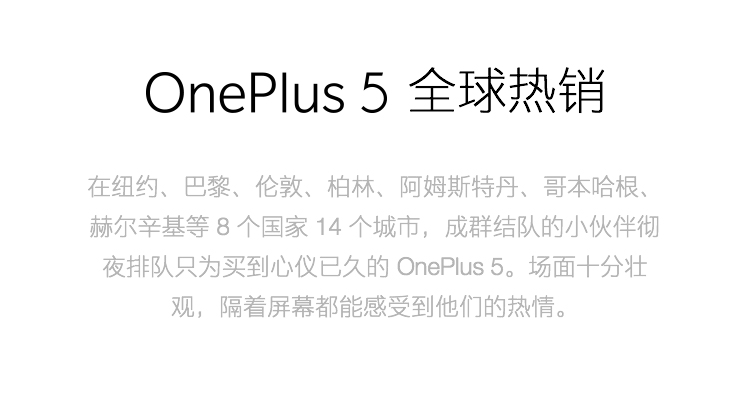 OnePlus 5 全球热销
在纽约、巴黎、伦敦、柏林、阿姆斯特丹、哥本哈根、
赫尔辛基等 8 个国家 14 个城市，成群结队的小伙伴彻
夜排队只为买到心仪已久的 OnePlus 5。场面十分壮
观，隔着屏幕都能感受到他们的热情。